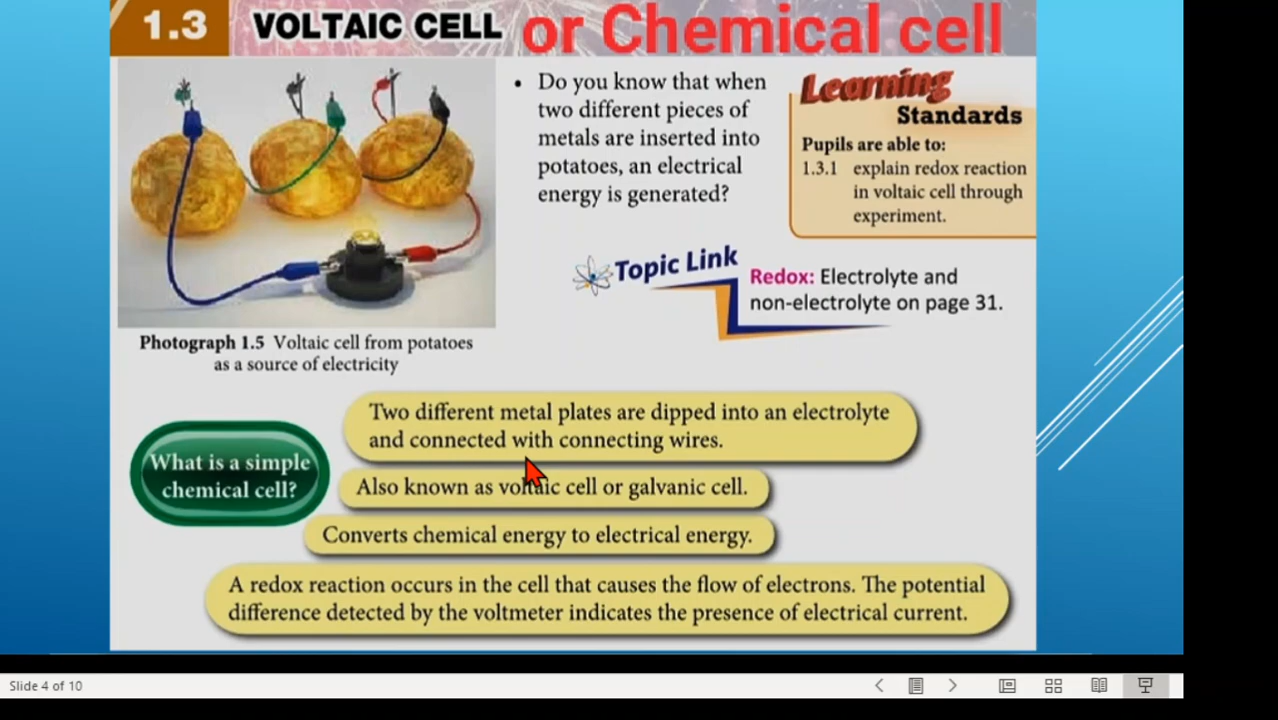 1.3 VOLTAIC CELL or Chemical cell
• Do you know that when
two different pieces of
metals are inserted into
potatoes, an electrical
energy is generated?
Learning
Standards
Pupils are able to:
1.3.1 explain redox reaction
in voltaic cell through
experiment.
Topic Link
Redox: Electrolyte and
non-electrolyte on page 31.
Photograph 1.5 Voltaic cell from potatoes
as a source of electricity
What is a simple
chemical cell?
Two different metal plates are dipped into an electrolyte
and connected with connecting wires.
Also known as voltaic cell or galvanic cell.
Converts chemical energy to electrical energy.
A redox reaction occurs in the cell that causes the flow of electrons. The potential
difference detected by the voltmeter indicates the presence of electrical current.
Slide 4 of 10